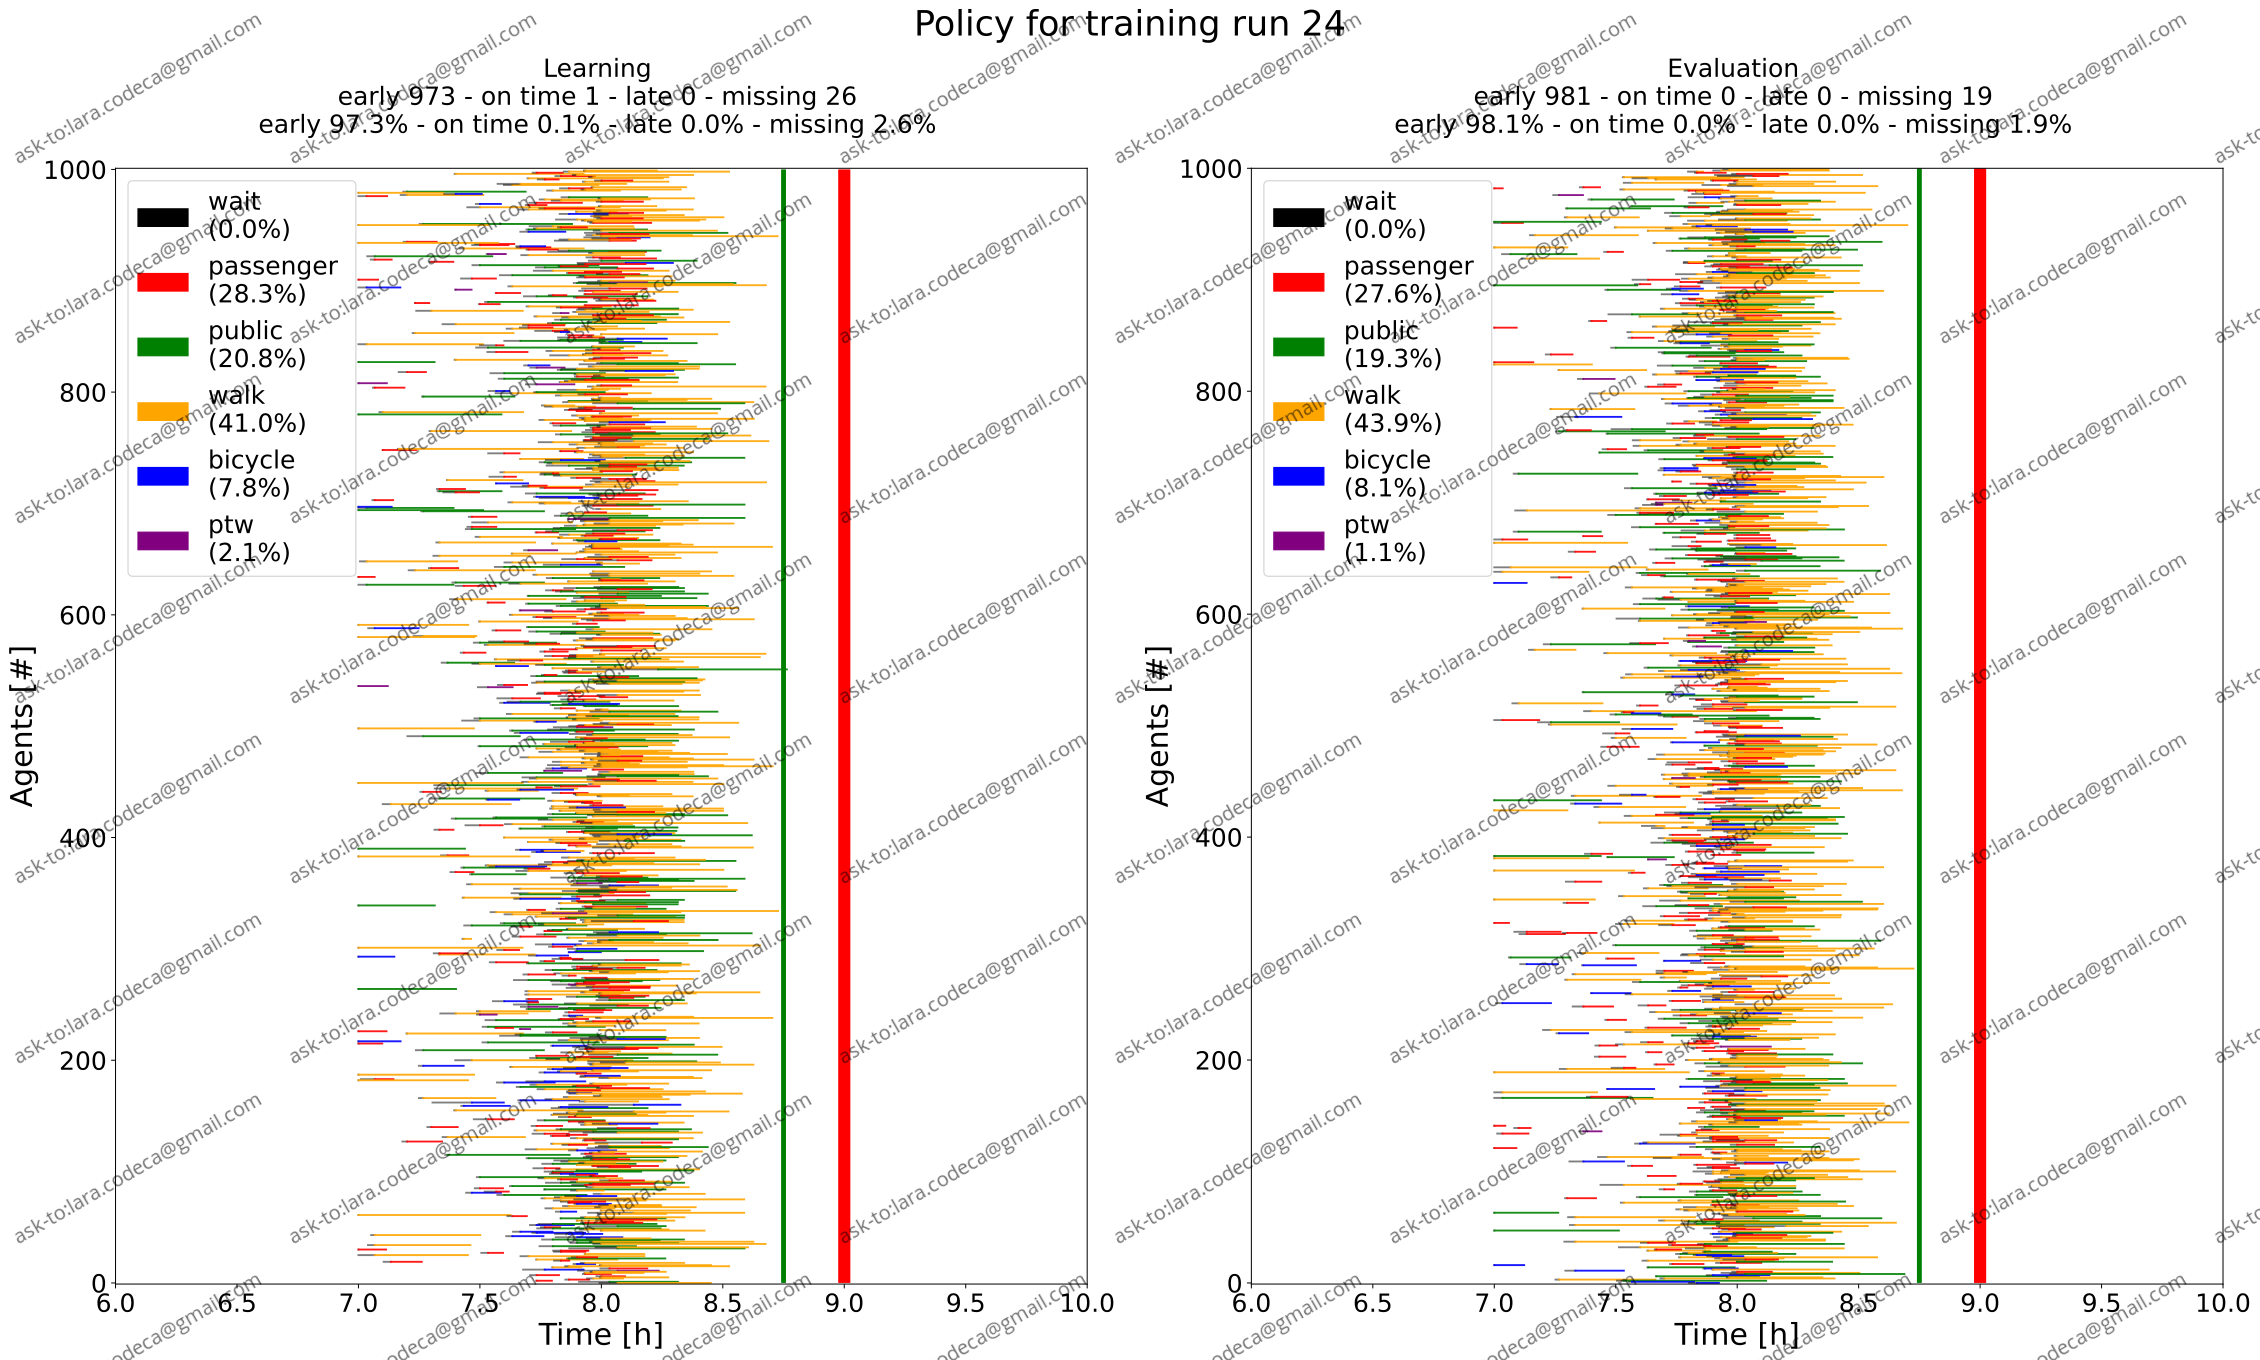 Policy for training run 24
Learning
early 973 - on time 1 - late 0 - missing 26
early 97.3% - on time 0.1% - late 0.0% - missing 2.6%
1000
800
600
400
200
0
Agents [#]
wait
(0.0%)
passenger
(28.3%)
public
(20.8%)
walk
(41.0%)
bicycle
(7.8%)
ptw
(2.1%)
6.0 6.5 7.0 7.5 8.0 8.5 9.0 9.5 10.0
Time [h]
Evaluation
early 981 - on time 0 - late 0 - missing 19
early 98.1% - on time 0.0% - late 0.0% - missing 1.9%
1000
800
600
400
200
0
Agents [#]
wait
(0.0%)
passenger
(27.6%)
public
(19.3%)
walk
(43.9%)
bicycle
(8.1%)
ptw
(1.1%)
6.0 6.5 7.0 7.5 8.0 8.5 9.0 9.5 10.0
Time [h]
ask-to:lara.codeca@gmail.com